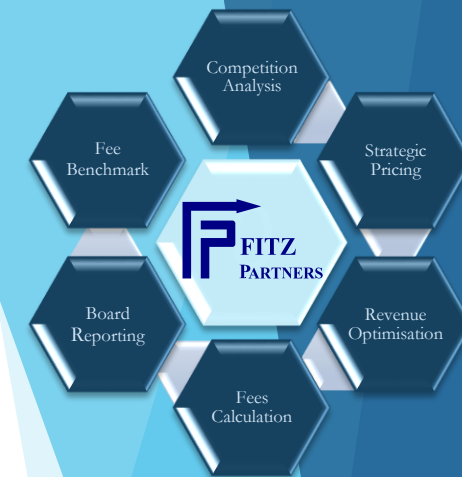 Competition
Analysis
Fee
Benchmark
Strategic
Pricing
FITZ
PARTNERS
Board
Reporting
Revenue
Optimisation
Fees
Calculation